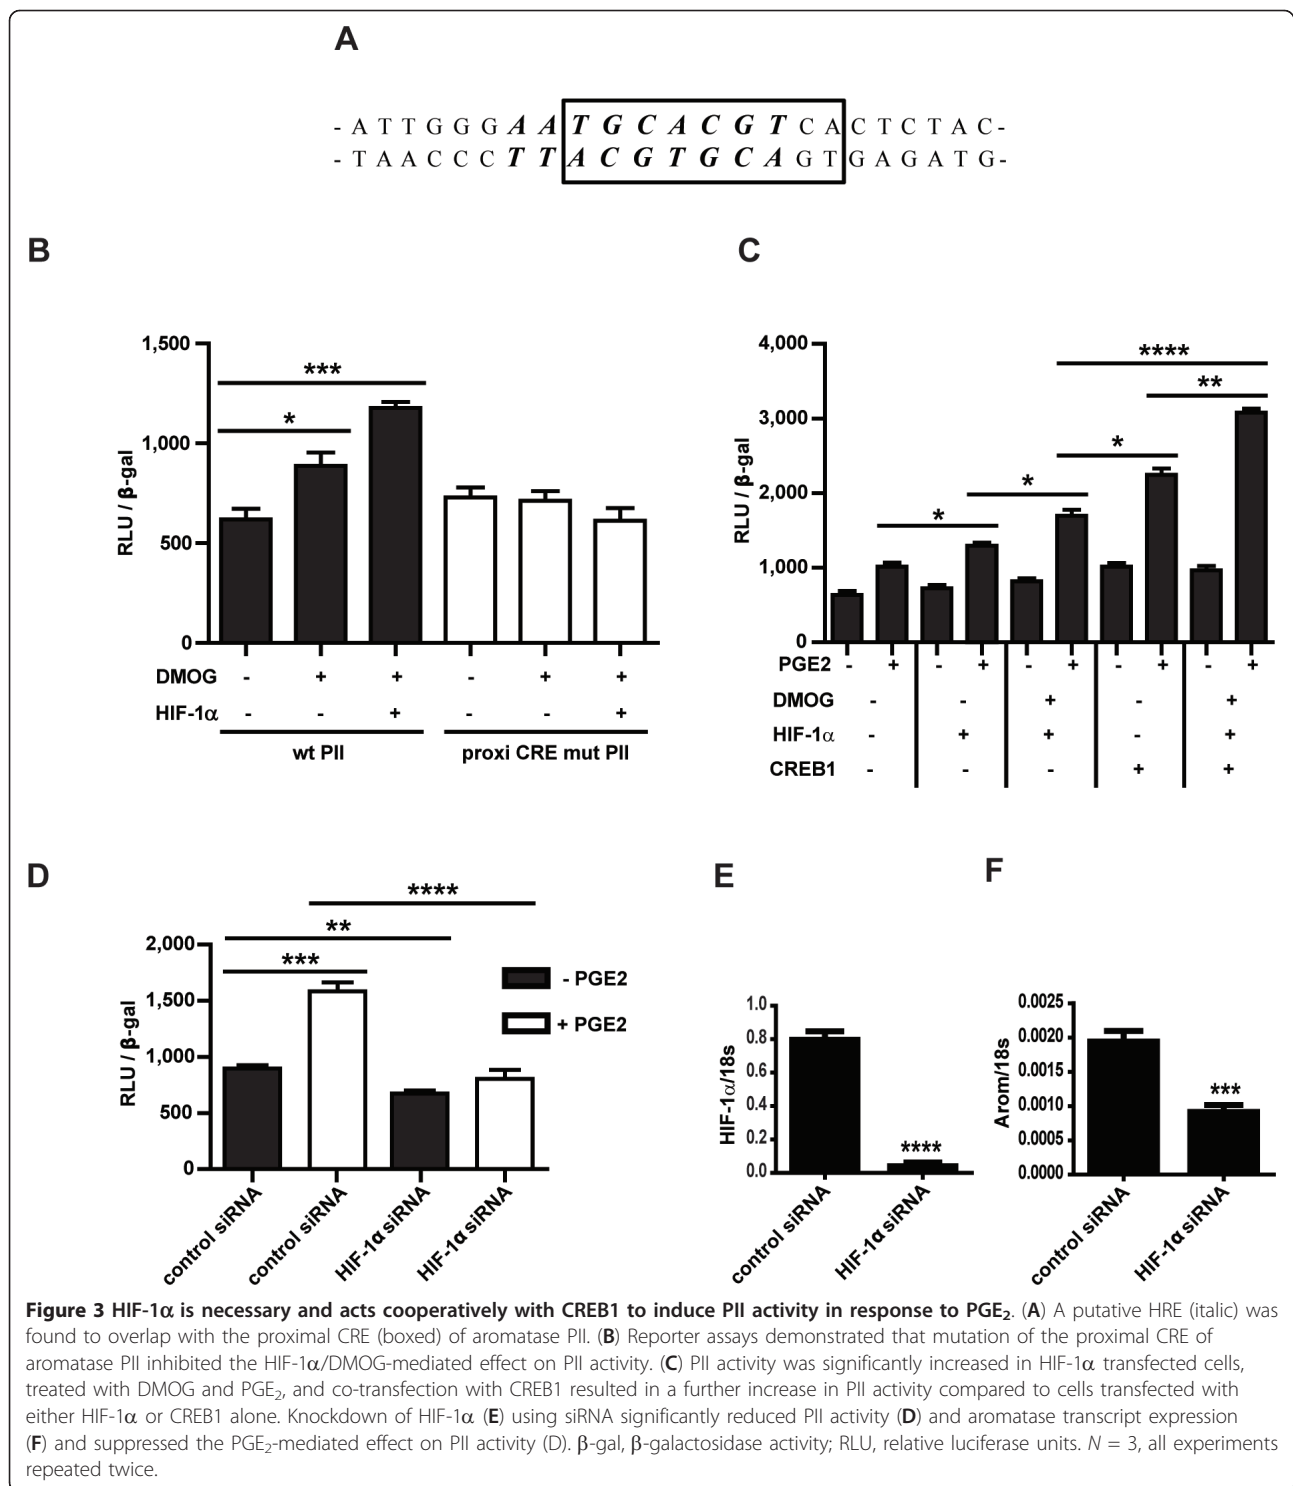 A
- A T T G G G A A T G C A C G T C A C T C T A C -
- T A A C C C T T A C G T G C A G T G A G A T G -
B
1,500
1,000
500
0
RLU / β-gal
***
*
DMOG - + + - + +
HIF-1α - - + - - +
wt PII proxi CRE mut PII
C
4,000
3,000
2,000
1,000
0
RLU / β-gal
****
**
*
*
*
PGE2 - + - + - + - + - +
DMOG - + - +
HIF-1α - + + - +
CREB1 - - - + +
D
2,000
1,500
1,000
500
0
RLU / β-gal
****
**
***
- PGE2
+ PGE2
control siRNA
control siRNA
HIF-1α siRNA
HIF-1α siRNA
E
1.0
0.8
0.6
0.4
0.2
0.0
HIF-1α/18s
****
control siRNA
HIF-1α siRNA
F
0.0025
0.0020
0.0015
0.0010
0.0005
0.0000
Arom/18s
***
control siRNA
HIF-1α siRNA
Figure 3 HIF-1α is necessary and acts cooperatively with CREB1 to induce PII activity in response to PGE₂. (A) A putative HRE (italic) was
found to overlap with the proximal CRE (boxed) of aromatase PII. (B) Reporter assays demonstrated that mutation of the proximal CRE of
aromatase PII inhibited the HIF-1α/DMOG-mediated effect on PII activity. (C) PII activity was significantly increased in HIF-1α transfected cells,
treated with DMOG and PGE₂, and co-transfection with CREB1 resulted in a further increase in PII activity compared to cells transfected with
either HIF-1α or CREB1 alone. Knockdown of HIF-1α (E) using siRNA significantly reduced PII activity (D) and aromatase transcript expression
(F) and suppressed the PGE₂-mediated effect on PII activity (D). β-gal, β-galactosidase activity; RLU, relative luciferase units. N = 3, all experiments
repeated twice.